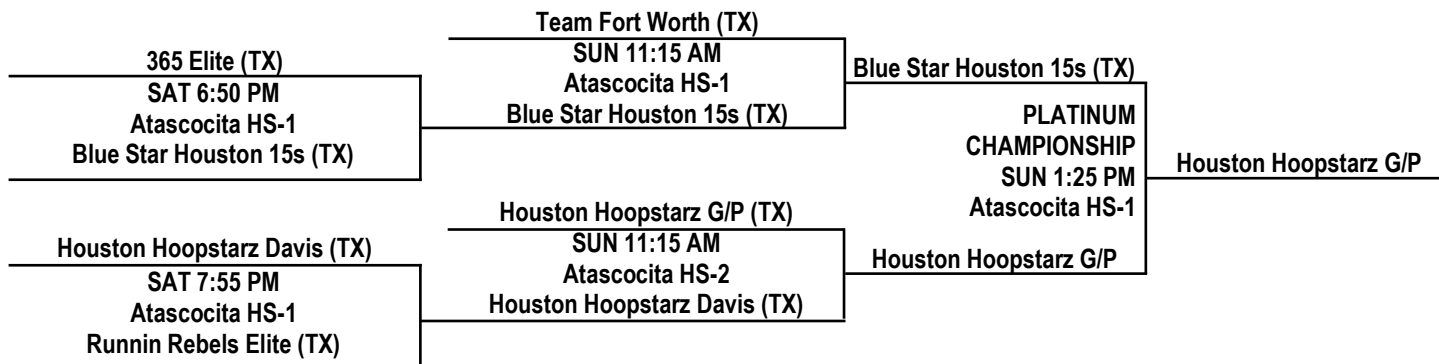 365 Elite (TX)
SAT 6:50 PM
Atascocita HS-1
Blue Star Houston 15s (TX)
Houston Hoopstarz Davis (TX)
SAT 7:55 PM
Atascocita HS-1
Runnin Rebels Elite (TX)
Team Fort Worth (TX)
SUN 11:15 AM
Atascocita HS-1
Blue Star Houston 15s (TX)
Houston Hoopstarz G/P (TX)
SUN 11:15 AM
Atascocita HS-2
Houston Hoopstarz Davis (TX)
Blue Star Houston 15s (TX)
PLATINUM
CHAMPIONSHIP
SUN 1:25 PM
Atascocita HS-1
Houston Hoopstarz G/P
Houston Hoopstarz G/P